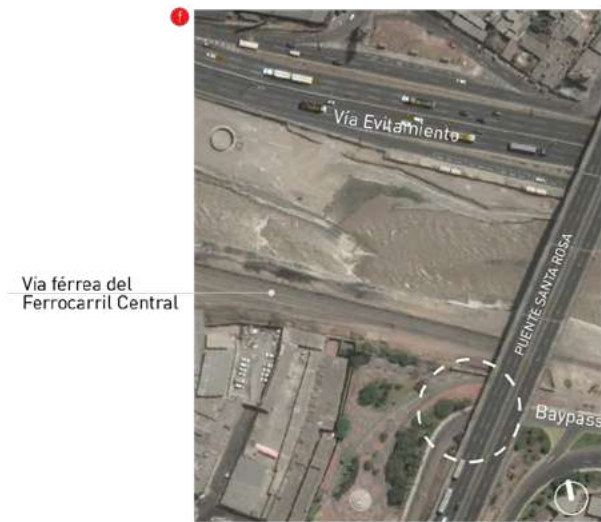 f
Vía Evitamiento
PUENTE SANTA ROSA
Vía férrea del
Ferrocarril Central
Baypass